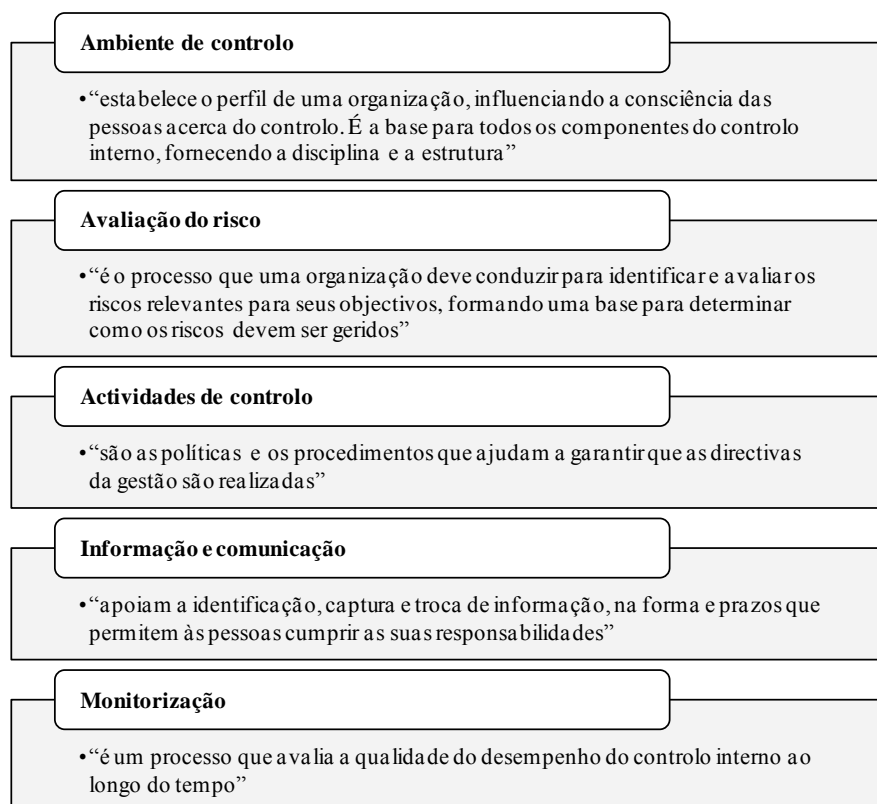 Ambiente de controlo
•“estabelece o perfil de uma organização, influenciando a consciência das
pessoas acerca do controlo. É a base para todos os componentes do controlo
interno, fornecendo a disciplina e a estrutura”
Avaliação do risco
•“é o processo que uma organização deve conduzir para identificar e avaliar os
riscos relevantes para seus objectivos, formando uma base para determinar
como os riscos devem ser geridos”
Actividades de controlo
•“são as políticas e os procedimentos que ajudam a garantir que as directivas
da gestão são realizadas”
Informação e comunicação
•“apoiam a identificação, captura e troca de informação, na forma e prazos que
permitem às pessoas cumprir as suas responsabilidades”
Monitorização
•“é um processo que avalia a qualidade do desempenho do controlo interno ao
longo do tempo”